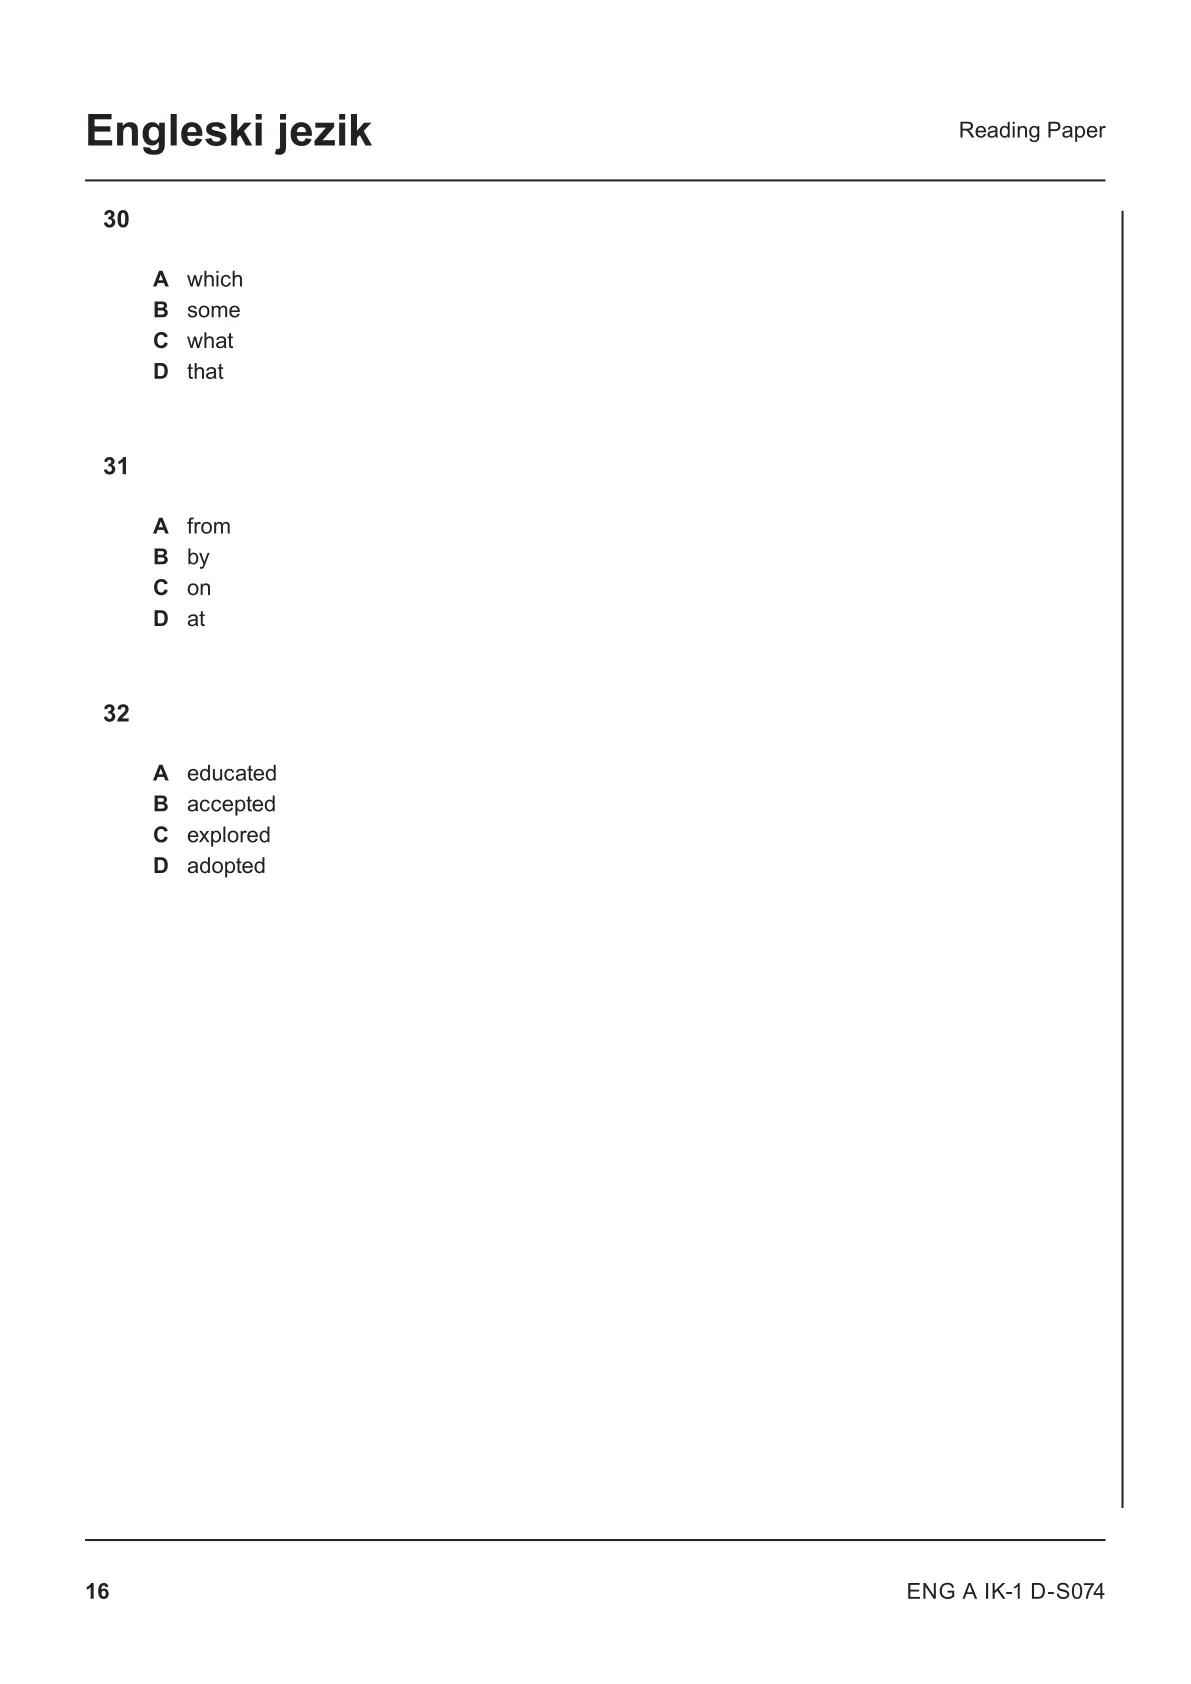 Engleski jezik
Reading Paper
30
A which
B some
C what
D that
31
A from
B by
C on
D at
32
A educated
B accepted
C explored
D adopted
16
ENG A IK-1 D-S074